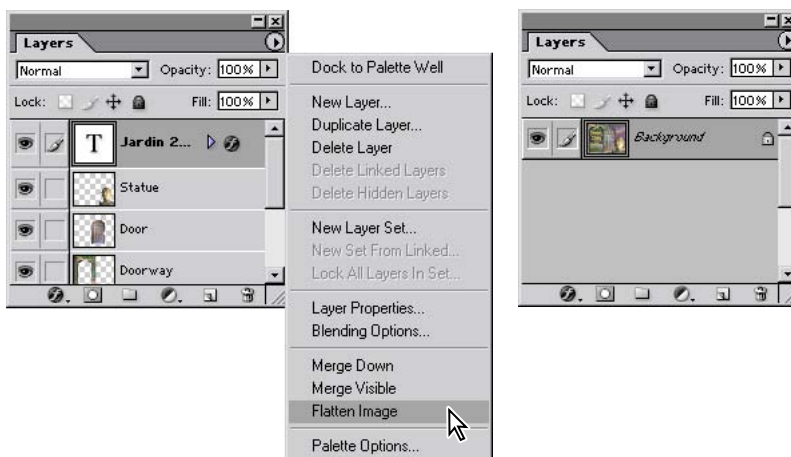 Layers
Normal
Opacity: 100%
Lock:
Fill: 100%
T
Jardin 2...
Statue
Door
Doorway
Dock to Palette Well
New Layer...
Duplicate Layer...
Delete Layer
Delete Linked Layers
Delete Hidden Layers
New Layer Set...
New Set From Linked...
Lock All Layers In Set...
Layer Properties...
Blending Options...
Merge Down
Merge Visible
Flatten Image
Palette Options...
Layers
Normal
Opacity: 100%
Lock:
Fill: 100%
Background